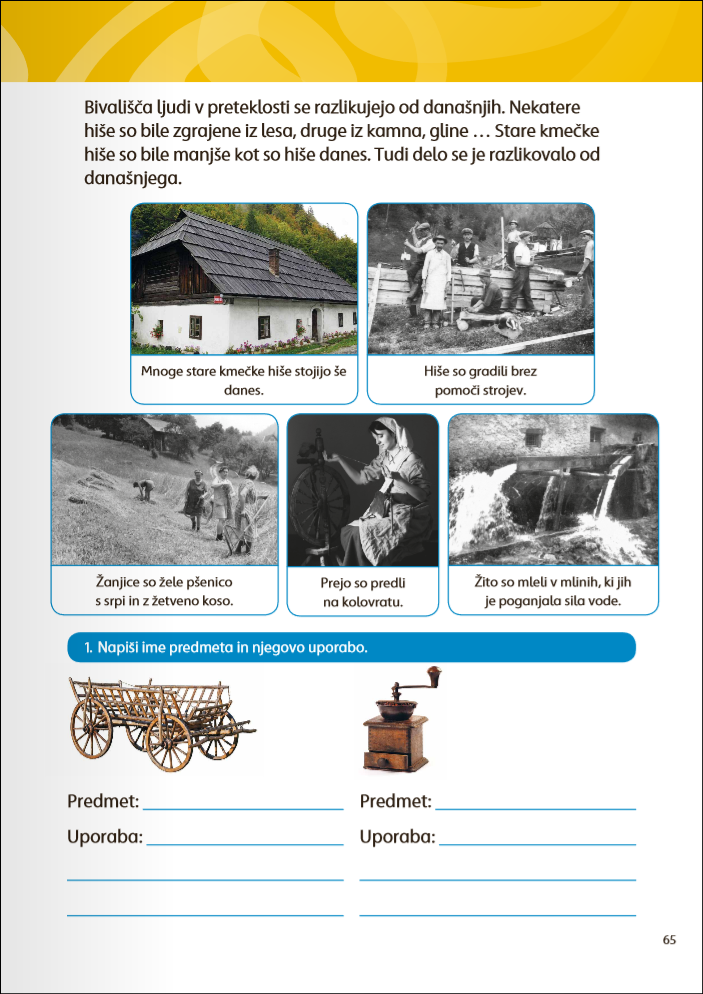 Bivališča ljudi v preteklosti se razlikujejo od današnjih. Nekatere
hiše so bile zgrajene iz lesa, druge iz kamna, gline … Stare kmečke
hiše so bile manjše kot so hiše danes. Tudi delo se je razlikovalo od
današnjega.
Mnoge stare kmečke hiše stojijo še
danes.
Hiše so gradili brez
pomoči strojev.
Žanjice so žele pšenico
s srpi in z žetveno koso.
Prejo so predli
na kolovratu.
Žito so mleli v mlinih, ki jih
je poganjala sila vode.
1. Napiši ime predmeta in njegovo uporabo.
Predmet:
Predmet:
Uporaba:
Uporaba:
65